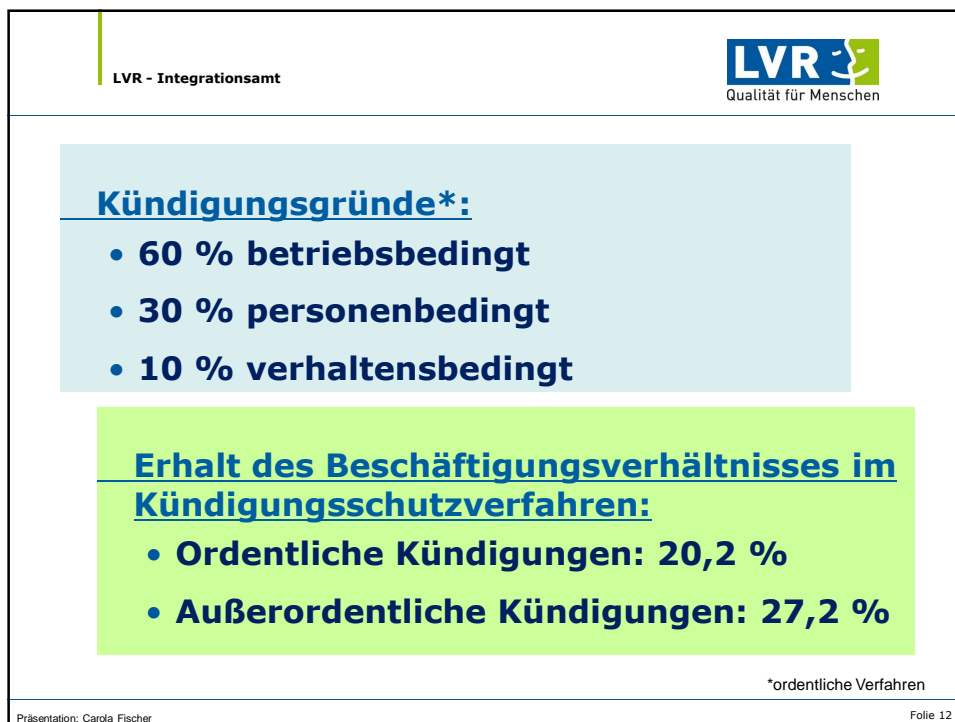 LVR - Integrationsamt
LVR
Qualität für Menschen
Kündigungsgründe*:
• 60 % betriebsbedingt
• 30 % personenbedingt
• 10 % verhaltensbedingt
Erhalt des Beschäftigungsverhältnisses im
Kündigungsschutzverfahren:
• Ordentliche Kündigungen: 20,2 %
• Außerordentliche Kündigungen: 27,2 %
*ordentliche Verfahren
Präsentation: Carola Fischer
Folie 12